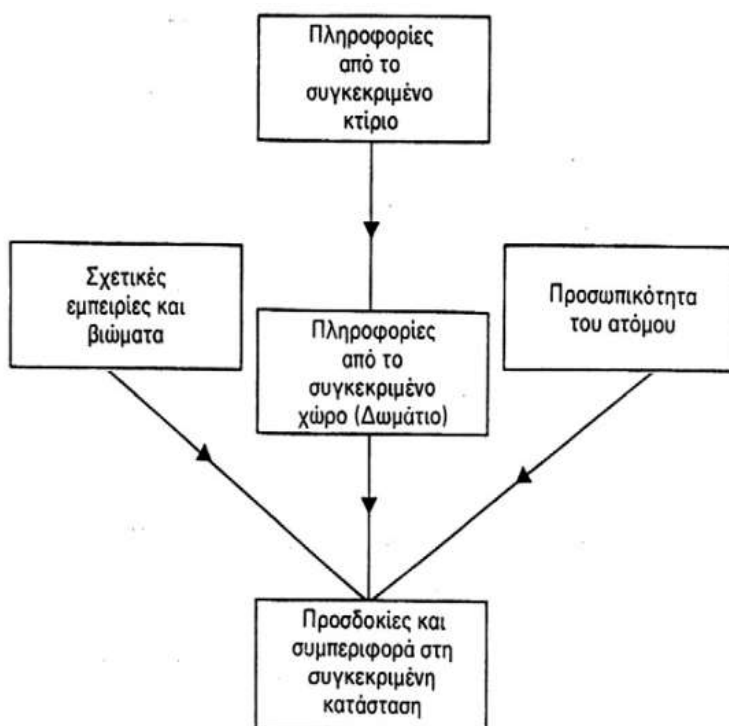 Πληροφορίες
από το
συγκεκριμένο
κτίριο
Σχετικές
εμπειρίες και
βιώματα
Πληροφορίες
από το
συγκεκριμένο
χώρο (Δωμάτιο)
Προσωπικότητα
του ατόμου
Προσδοκίες και
συμπεριφορά στη
συγκεκριμένη
κατάσταση